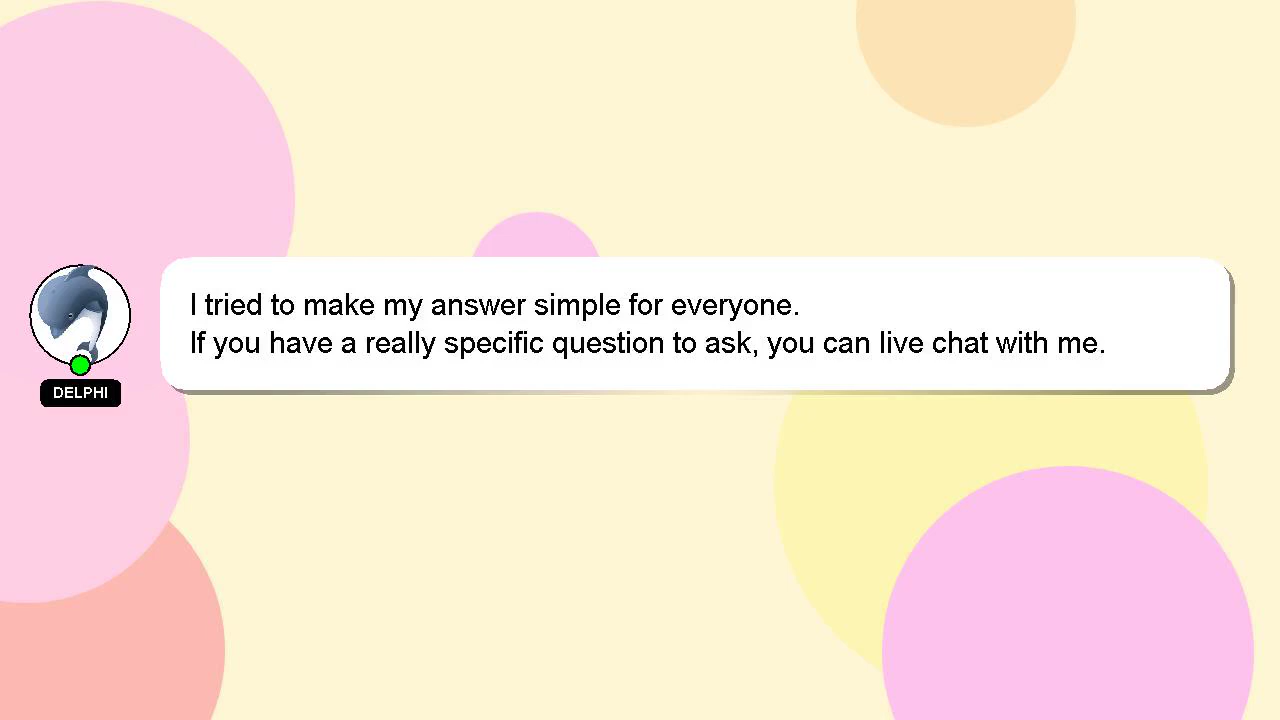 I tried to make my answer simple for everyone.
If you have a really specific question to ask, you can live chat with me.
DELPHI